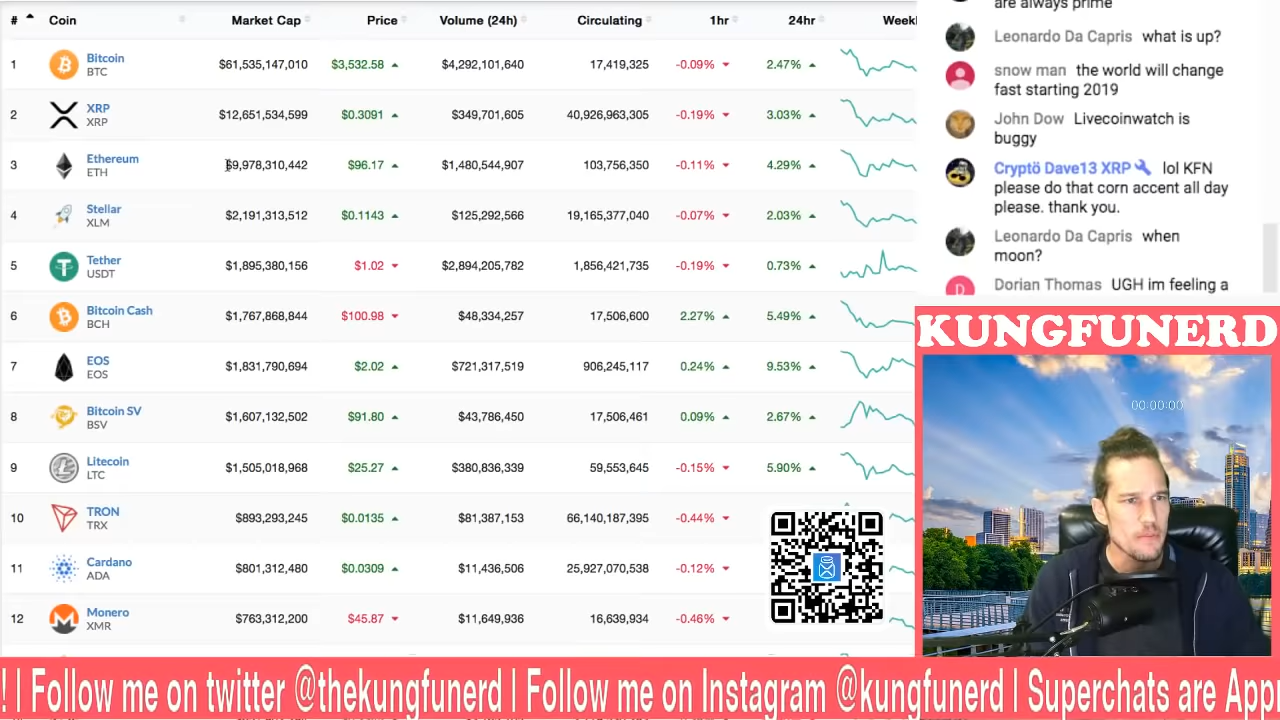 # Coin Market Cap Price Volume (24h) Circulating 1hr 24hr Weekl
1 Bitcoin BTC $61,535,147,010 $3,532.58 $4,292,101,640 17,419,325 -0.09% 2.47%
2 XRP XRP $12,651,534,599 $0.3091 $349,701,605 40,926,963,305 -0.19% 3.03%
3 Ethereum ETH $9,978,310,442 $96.17 $1,480,544,907 103,756,350 -0.11% 4.29%
4 Stellar XLM $2,191,313,512 $0.1143 $125,292,566 19,165,377,040 -0.07% 2.03%
5 Tether USDT $1,895,380,156 $1.02 $2,894,205,782 1,856,421,735 -0.19% 0.73%
6 Bitcoin Cash BCH $1,767,868,844 $100.98 $48,334,257 17,506,600 2.27% 5.49%
7 EOS EOS $1,831,790,694 $2.02 $721,317,519 906,245,117 0.24% 9.53%
8 Bitcoin SV BSV $1,607,132,502 $91.80 $43,786,450 17,506,461 0.09% 2.67%
9 Litecoin LTC $1,505,018,968 $25.27 $380,836,339 59,553,645 -0.15% 5.90%
10 TRON TRX $893,293,245 $0.0135 $81,387,153 66,140,187,395 -0.44%
11 Cardano ADA $801,312,480 $0.0309 $11,436,506 25,927,070,538 -0.12%
12 Monero XMR $763,312,200 $45.87 $11,649,936 16,639,934 -0.46%
are always prime
Leonardo Da Capris what is up?
snow man the world will change
fast starting 2019
John Dow Livecoinwatch is
buggy
Cryptö Dave13 XRP lol KFN
please do that corn accent all day
please. thank you.
Leonardo Da Capris when
moon?
D
Dorian Thomas UGH im feeling a
KUNGFUNERD
00:00:00
! | Follow me on twitter @thekungfunerd | Follow me on Instagram @kungfunerd | Superchats are App